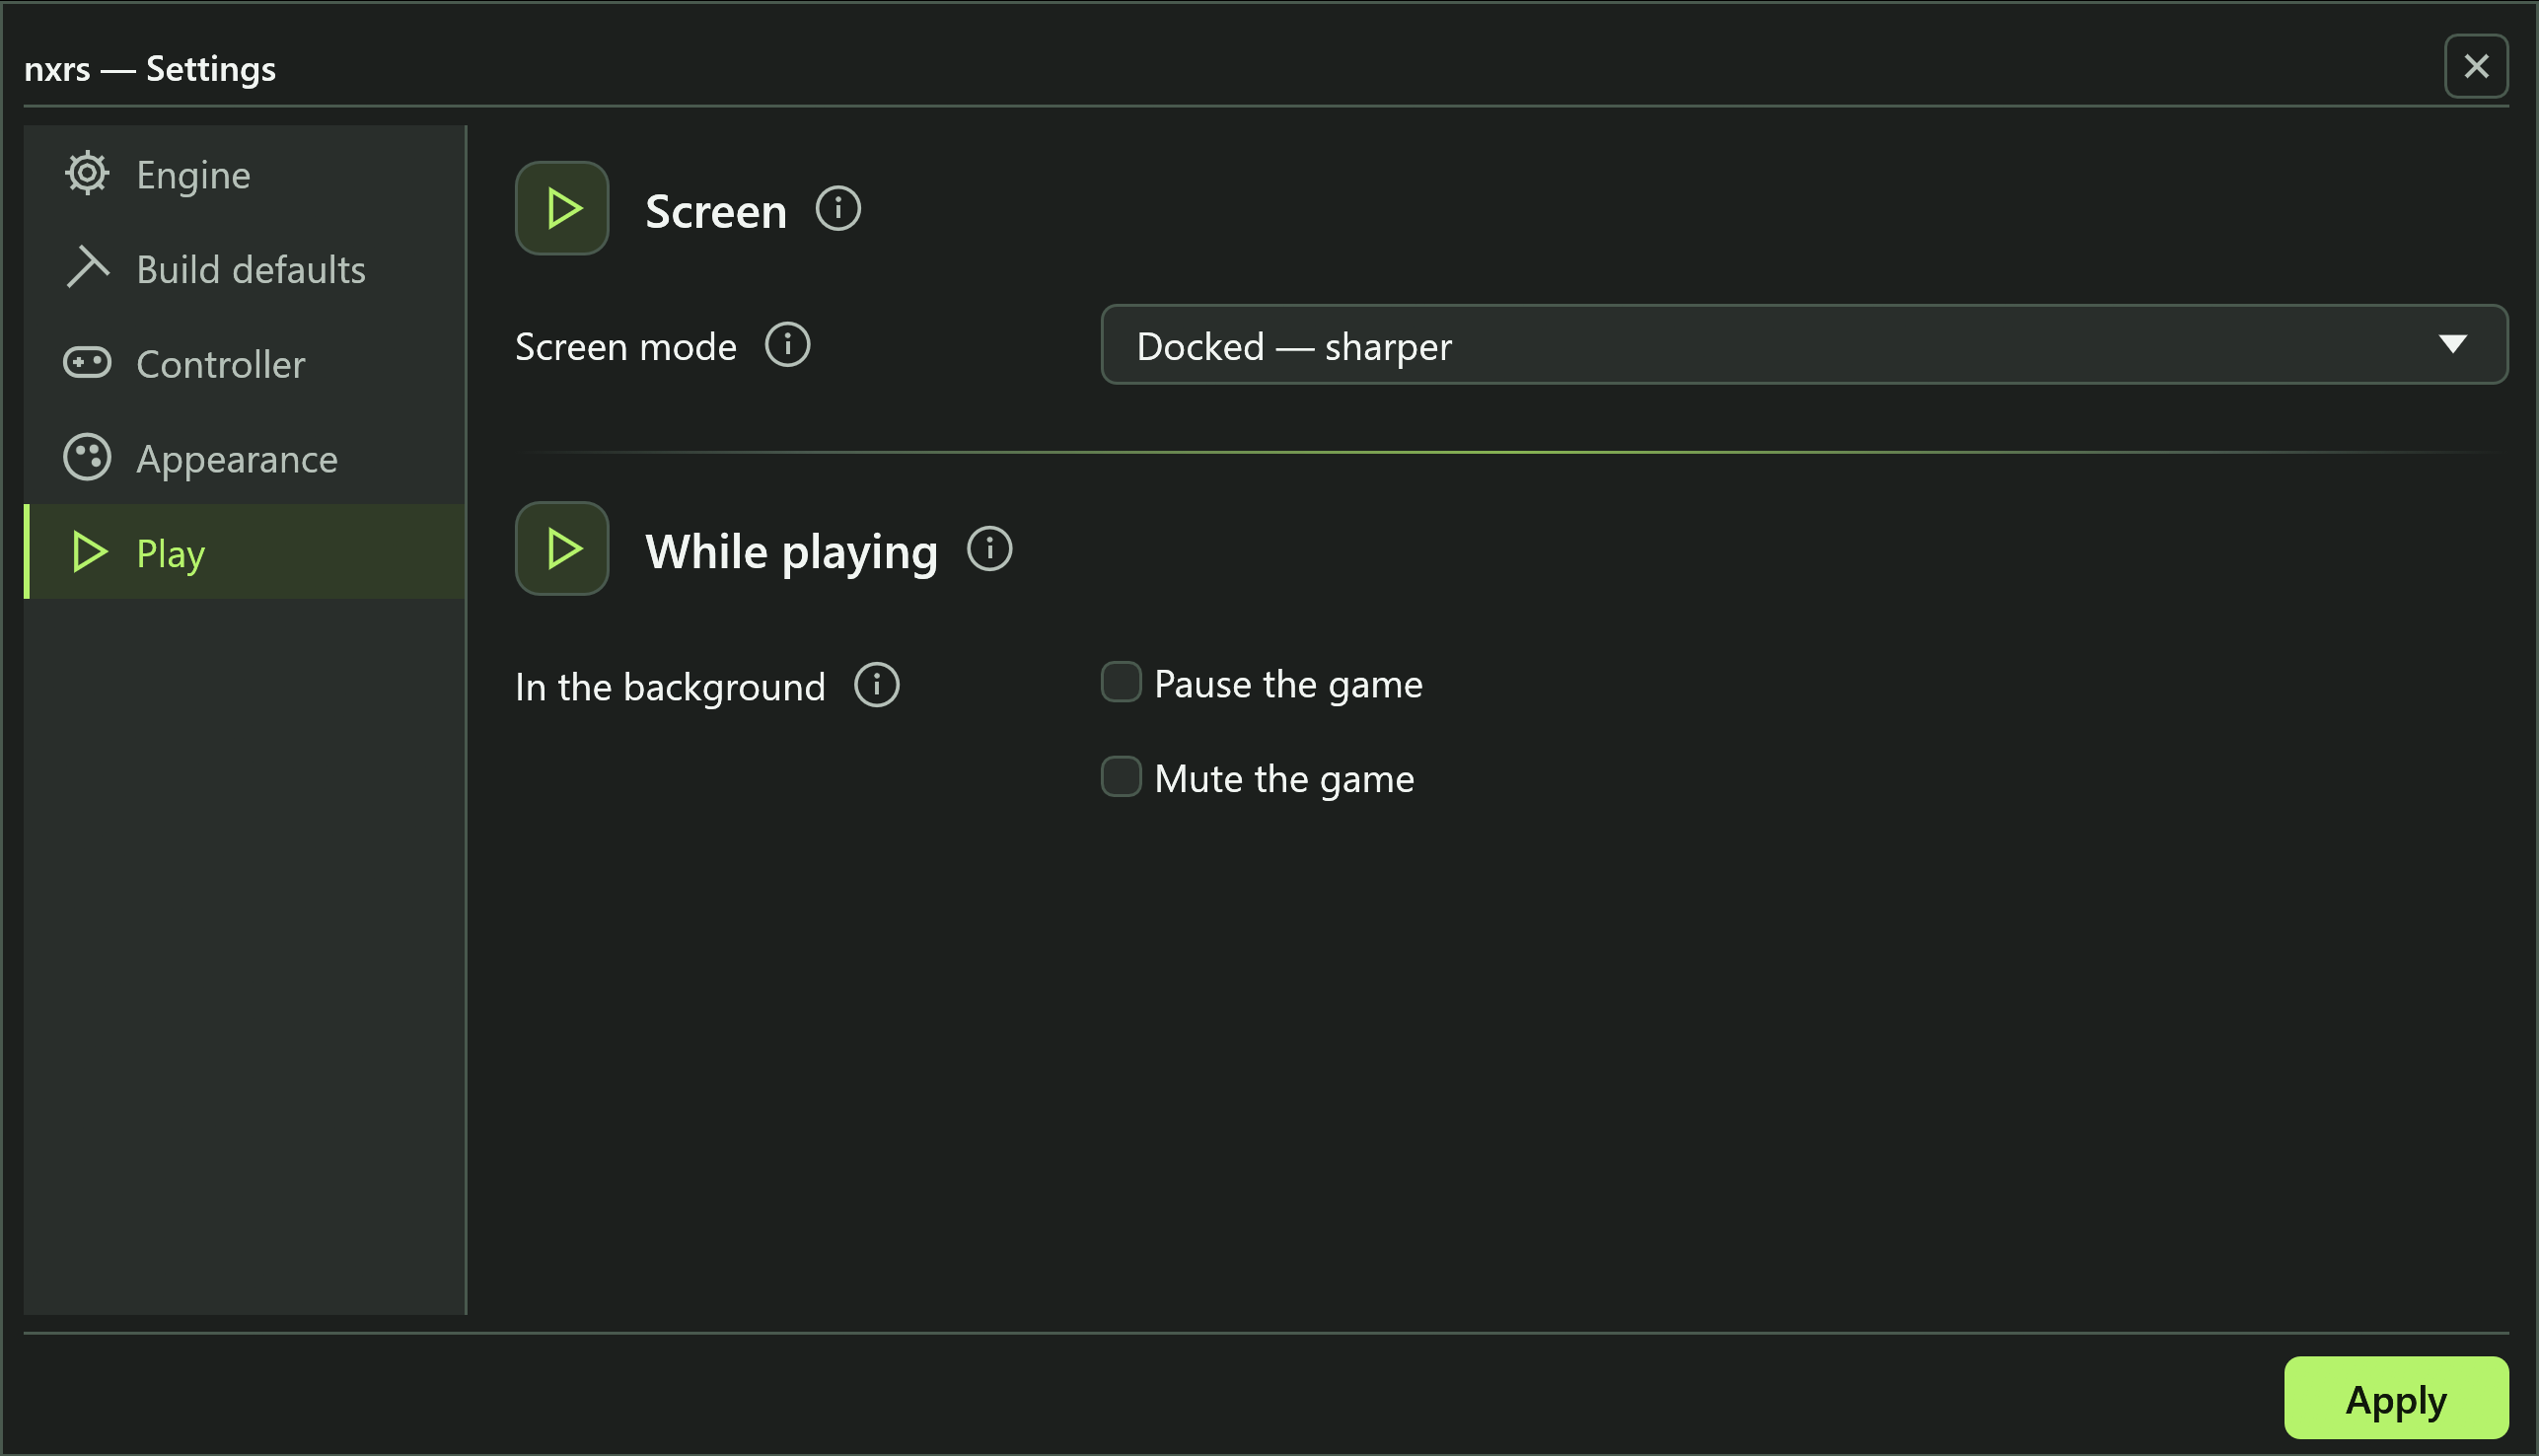 nxrs — Settings
Engine
Build defaults
Controller
Appearance
Play
Screen
Screen mode
Docked — sharper
While playing
In the background
Pause the game
Mute the game
Apply